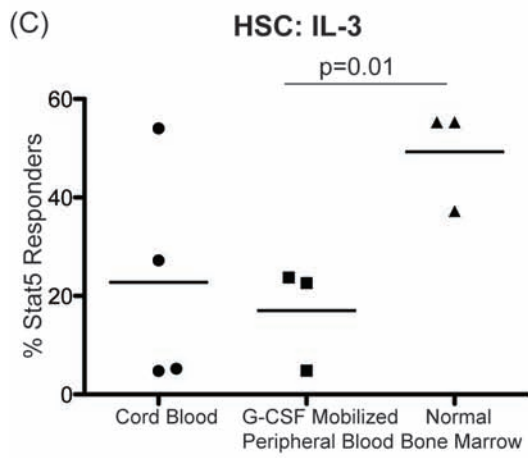 (C)
HSC: IL-3
p=0.01
% Stat5 Responders
60
40
20
0
Cord Blood
G-CSF Mobilized
Peripheral Blood
Normal
Bone Marrow